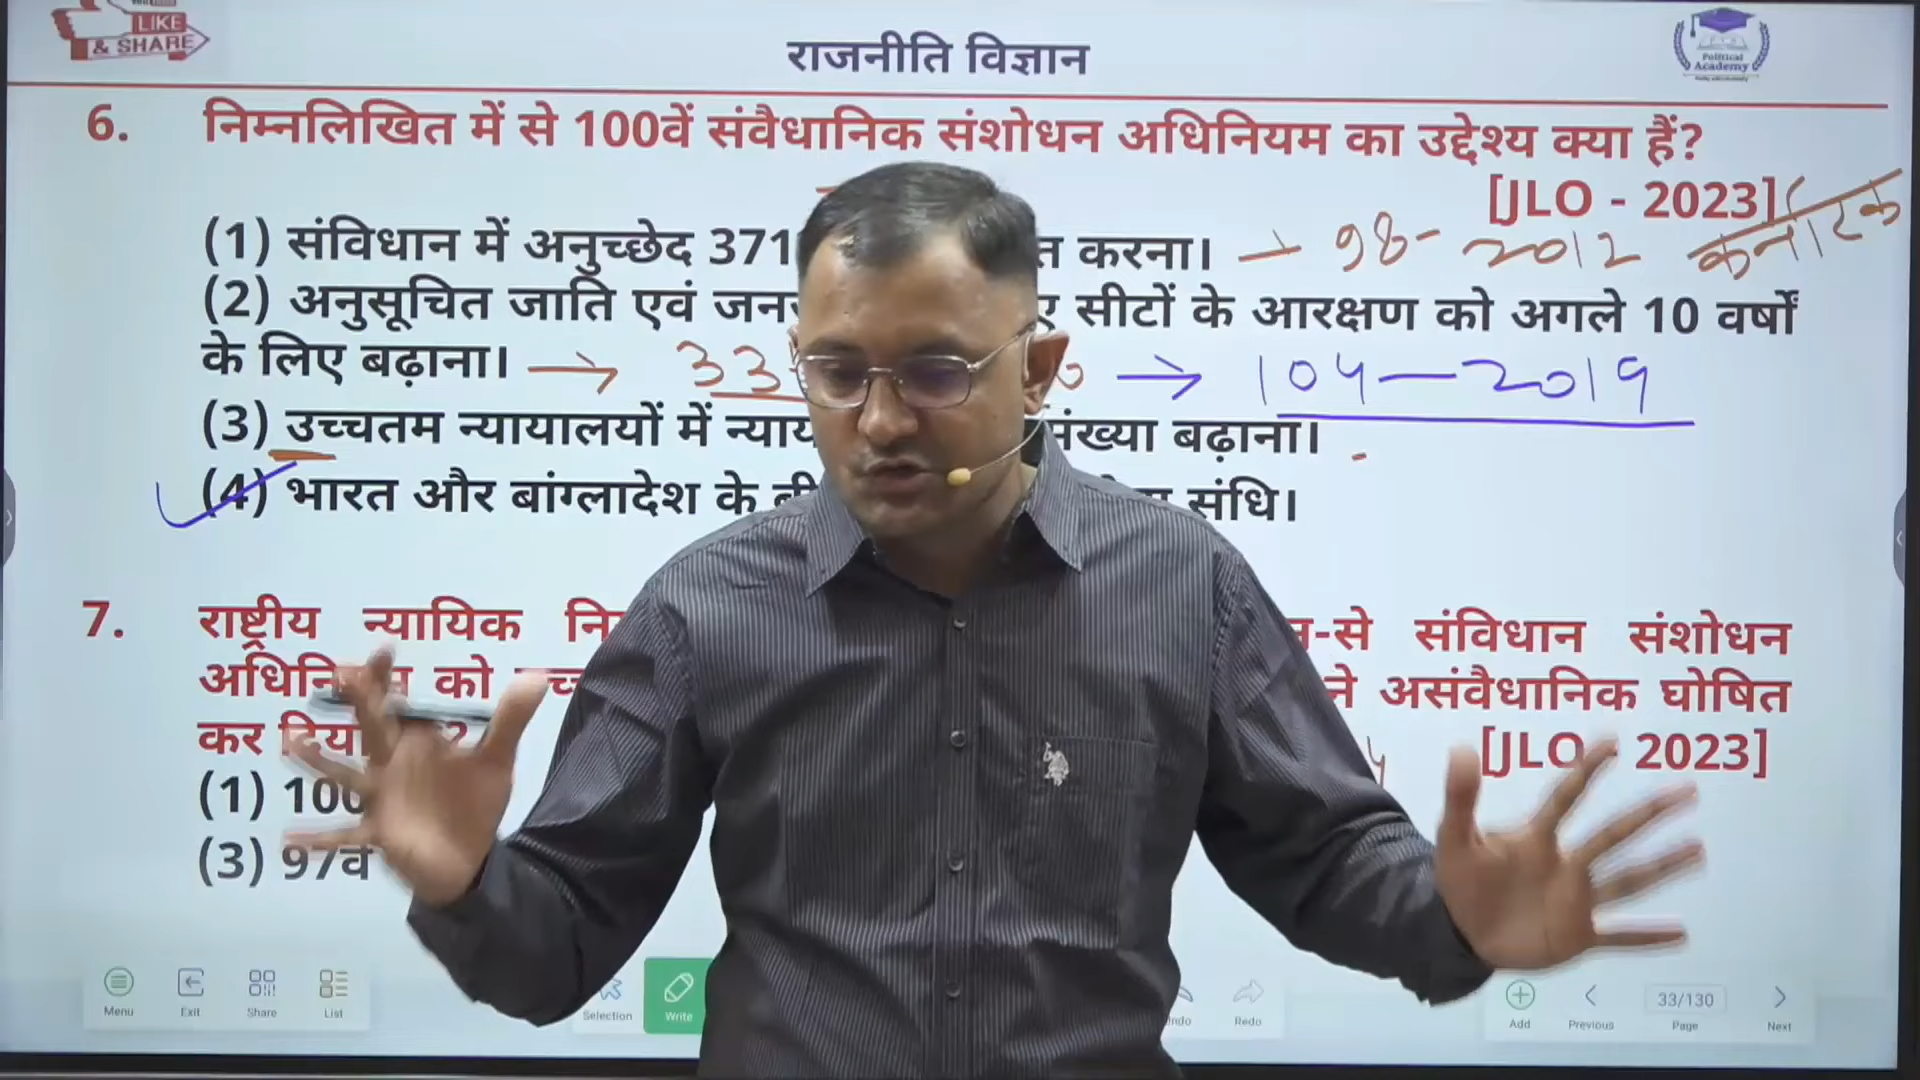 LIKE
& SHARE
राजनीति विज्ञान
Political
Academy
6. निम्नलिखित में से 100वें संवैधानिक संशोधन अधिनियम का उद्देश्य क्या हैं?
[JLO - 2023]
(1) संविधान में अनुच्छेद 371 करना। → 98- 2012 कर्नाटक
(2) अनुसूचित जाति एवं सीटों के आरक्षण को अगले 10 वर्षों
के लिए बढ़ाना। → 33 → 104-2019
(3) उच्चतम न्यायालयों में बढ़ाना।
(4) भारत और बांग्लादेश के संधि।
7. राष्ट्रीय न्यायिक संविधान संशोधन
को असंवैधानिक घोषित
कर [JLO - 2023]
(1)
(3) 97वें
Menu
Exit
Share
List
Selection
Write
Redo
Add
Previous
33/130
Page
Next